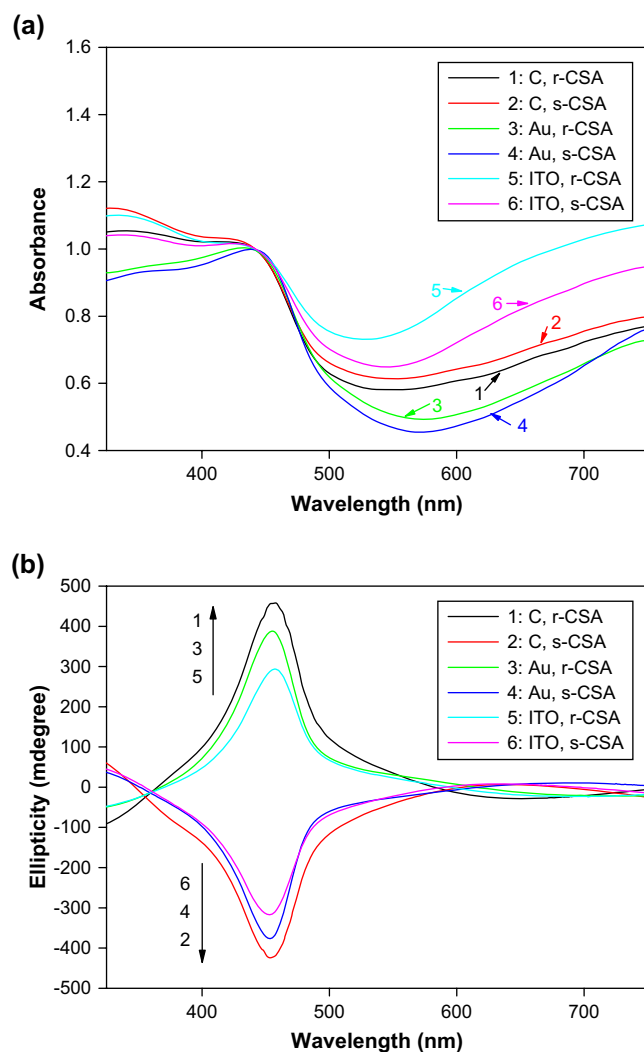 (a)
1.6
1.4
1.2
1.0
0.8
0.6
0.4
Absorbance
1: C, r-CSA
2: C, s-CSA
3: Au, r-CSA
4: Au, s-CSA
5: ITO, r-CSA
6: ITO, s-CSA
5
6
2
1
3
4
400 500 600 700
Wavelength (nm)
(b)
500
400
300
200
100
0
-100
-200
-300
-400
-500
Ellipticity (mdegree)
1
3
5
1: C, r-CSA
2: C, s-CSA
3: Au, r-CSA
4: Au, s-CSA
5: ITO, r-CSA
6: ITO, s-CSA
6
4
2
400 500 600 700
Wavelength (nm)